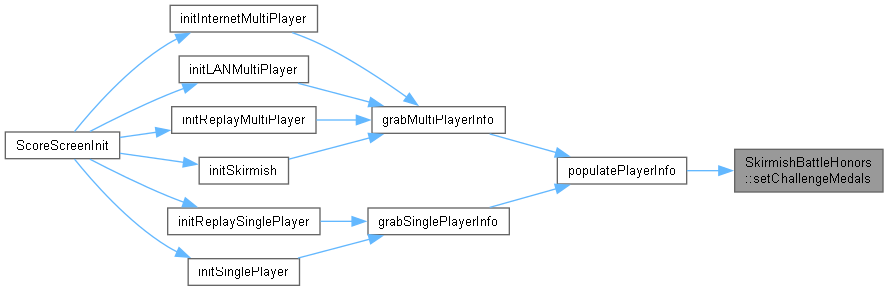 initInternetMultiPlayer
initLANMultiPlayer
initReplayMultiPlayer
grabMultiPlayerInfo
ScoreScreenInit
initSkirmish
populatePlayerInfo
SkirmishBattleHonors
::setChallengeMedals
initReplaySinglePlayer
grabSinglePlayerInfo
initSinglePlayer